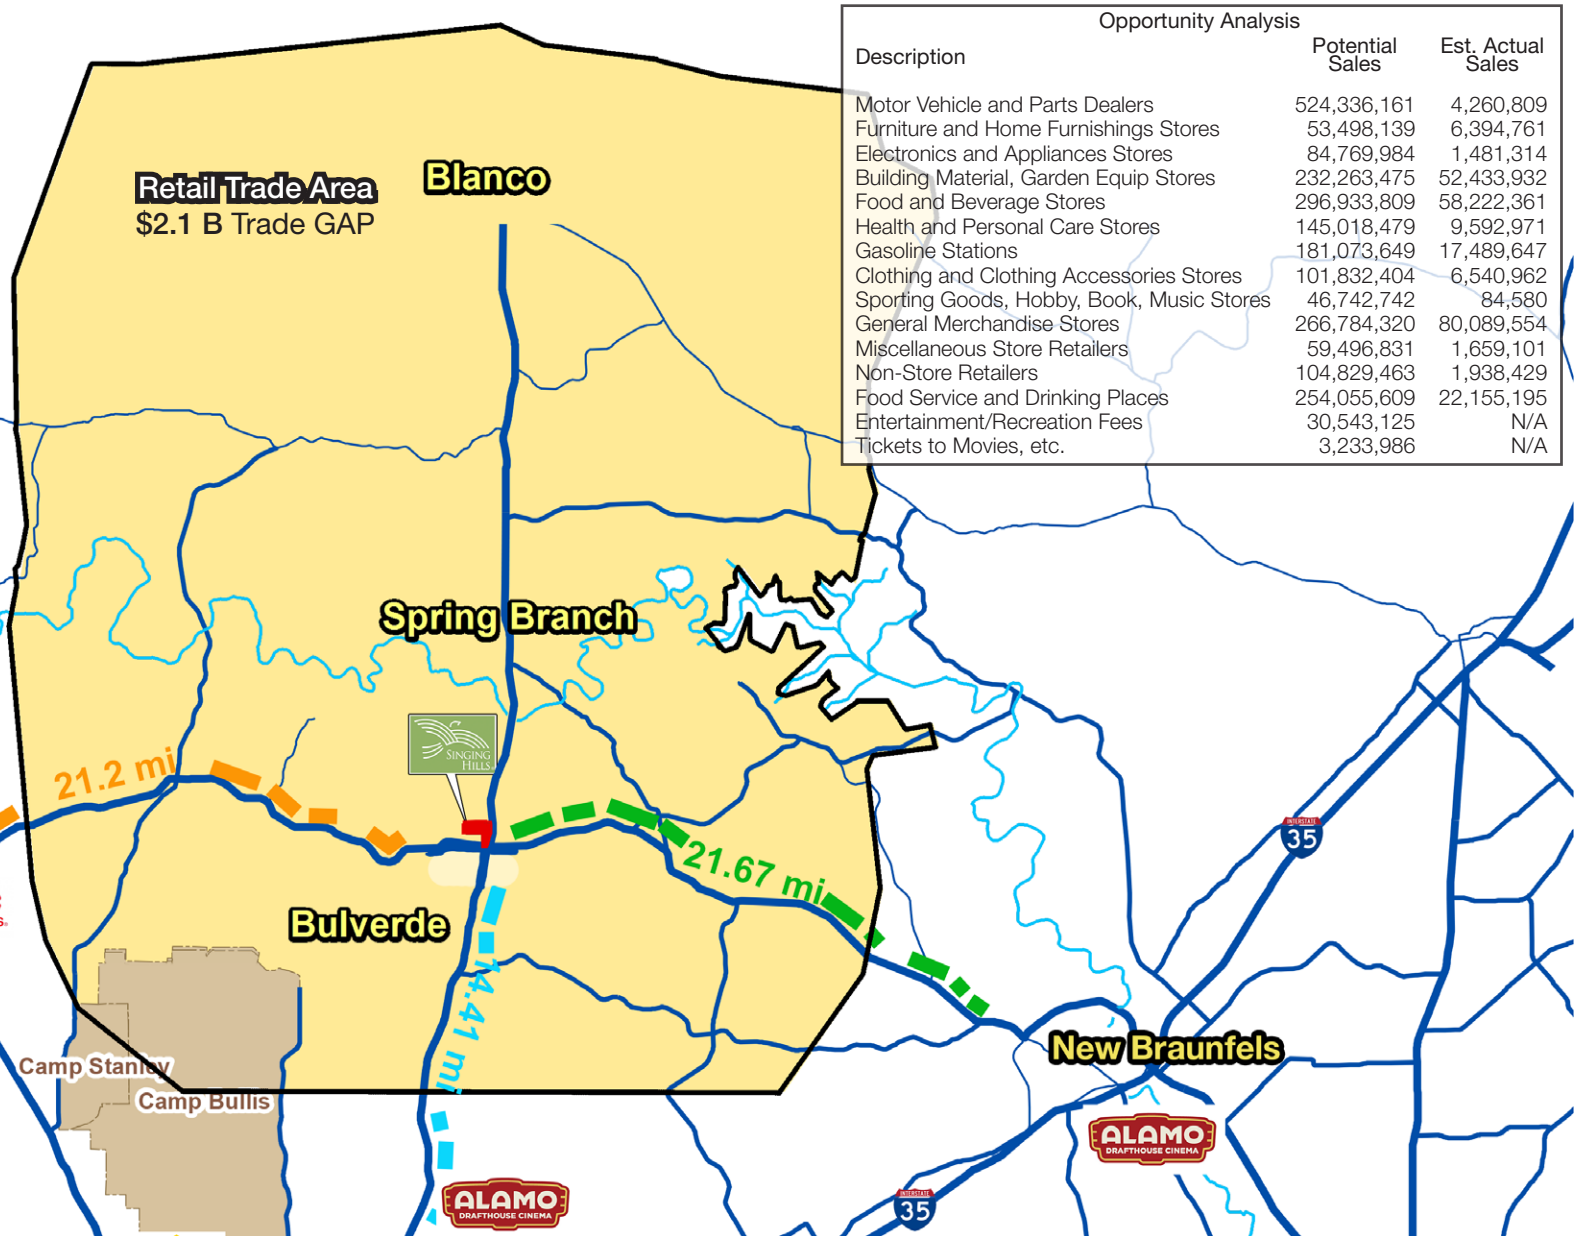 Opportunity Analysis
Description Potential Sales Est. Actual Sales
Motor Vehicle and Parts Dealers 524,336,161 4,260,809
Furniture and Home Furnishings Stores 53,498,139 6,394,761
Electronics and Appliances Stores 84,769,984 1,481,314
Building Material, Garden Equip Stores 232,263,475 52,433,932
Food and Beverage Stores 296,933,809 58,222,361
Health and Personal Care Stores 145,018,479 9,592,971
Gasoline Stations 181,073,649 17,489,647
Clothing and Clothing Accessories Stores 101,832,404 6,540,962
Sporting Goods, Hobby, Book, Music Stores 46,742,742 84,580
General Merchandise Stores 266,784,320 80,089,554
Miscellaneous Store Retailers 59,496,831 1,659,101
Non-Store Retailers 104,829,463 1,938,429
Food Service and Drinking Places 254,055,609 22,155,195
Entertainment/Recreation Fees 30,543,125 N/A
Tickets to Movies, etc. 3,233,986 N/A
Blanco
Retail Trade Area
$2.1 B Trade GAP
Spring Branch
SINGING
HILLS
21.2 mi
21.67 mi
INTERSTATE
35
Bulverde
14.41 mi
New Braunfels
Camp Stanley
Camp Bullis
ALAMO
DRAFTHOUSE CINEMA
ALAMO
DRAFTHOUSE CINEMA
INTERSTATE
35